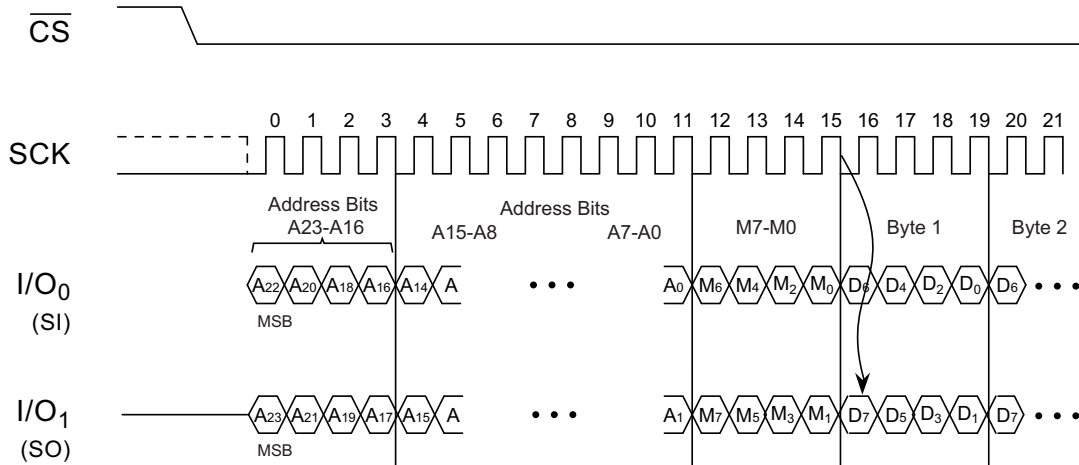 CS
0 1 2 3 4 5 6 7 8 9 10 11 12 13 14 15 16 17 18 19 20 21
SCK
Address Bits
A23-A16
Address Bits
A15-A8 A7-A0 M7-M0 Byte 1 Byte 2
I/O0
(SI)
A22 A20 A18 A16 A14 A • • • A0 M6 M4 M2 M0 D6 D4 D2 D0 D6 • • •
MSB
I/O1
(SO)
A23 A21 A19 A17 A15 A • • • A1 M7 M5 M3 M1 D7 D5 D3 D1 D7 • • •
MSB